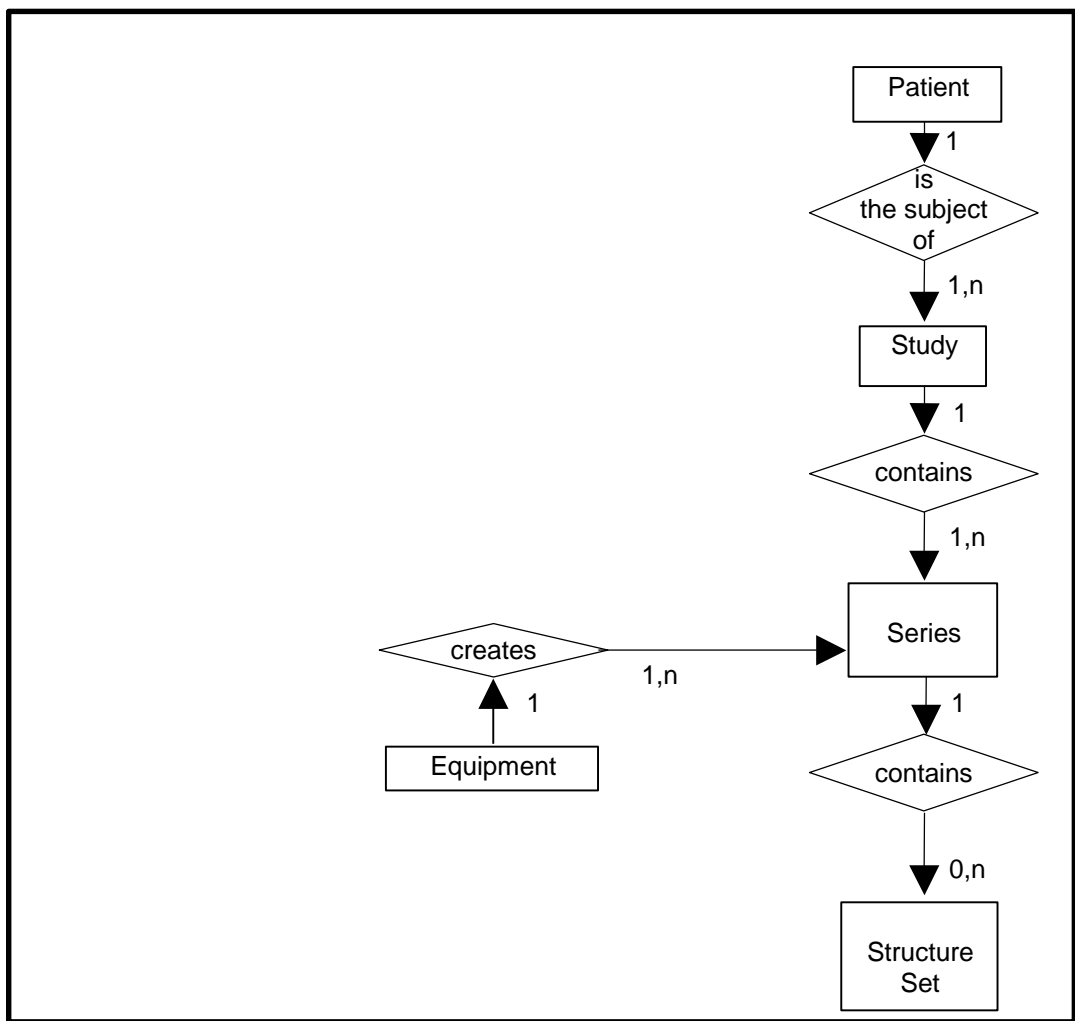 Patient
1
is
the subject
of
1,n
Study
1
contains
1,n
Series
creates
1,n
1
1
Equipment
contains
0,n
Structure
Set